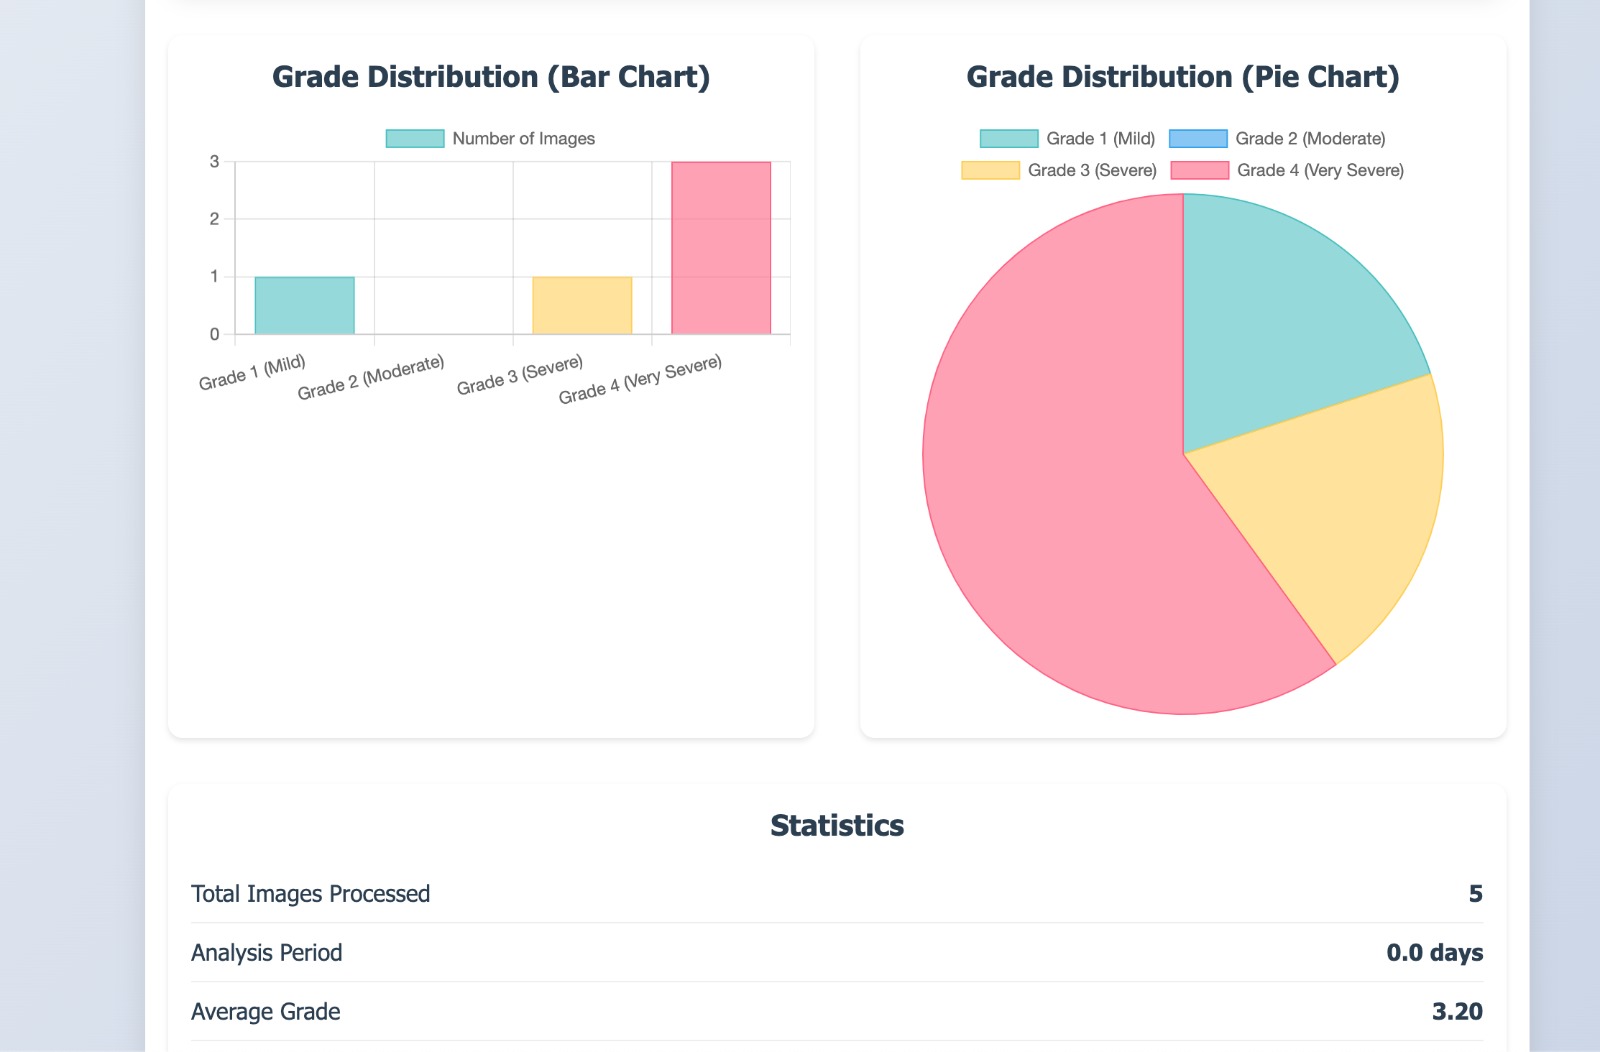 Grade Distribution (Bar Chart)
Number of Images
3
2
1
0
Grade 1 (Mild)
Grade 2 (Moderate)
Grade 3 (Severe)
Grade 4 (Very Severe)
Grade Distribution (Pie Chart)
Grade 1 (Mild) Grade 2 (Moderate)
Grade 3 (Severe) Grade 4 (Very Severe)
Statistics
Total Images Processed 5
Analysis Period 0.0 days
Average Grade 3.20